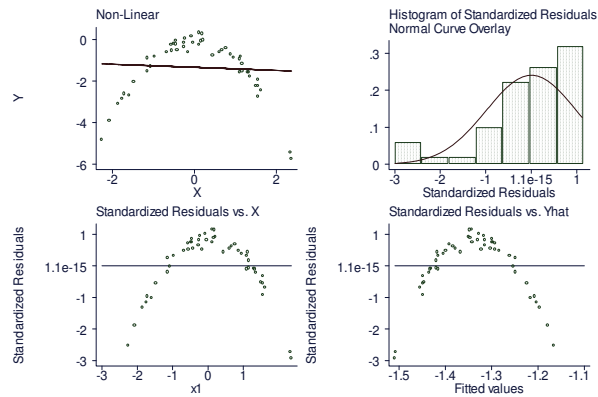 Non-Linear
0
-2
-4
-6
Y
-2 0 2
X
Histogram of Standardized Residuals
Normal Curve Overlay
.3
.2
.1
0
-3 -2 -1 1.1e-15 1
Standardized Residuals
Standardized Residuals vs. X
Standardized Residuals
1
1.1e-15
-1
-2
-3
-3 -2 -1 0 1 2
x1
Standardized Residuals vs. Yhat
Standardized Residuals
1
1.1e-15
-1
-2
-3
-1.5 -1.4 -1.3 -1.2 -1.1
Fitted values